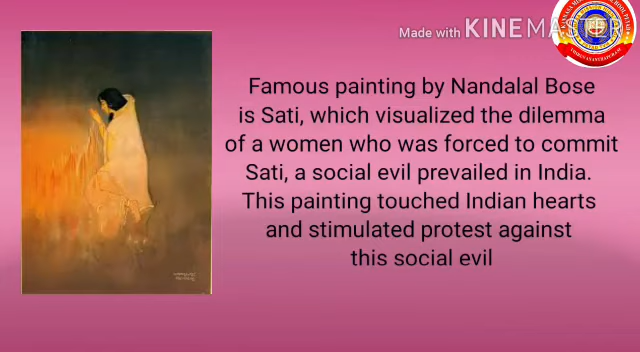 Made with KINEMASTER
Famous painting by Nandalal Bose
is Sati, which visualized the dilemma
of a women who was forced to commit
Sati, a social evil prevailed in India.
This painting touched Indian hearts
and stimulated protest against
this social evil